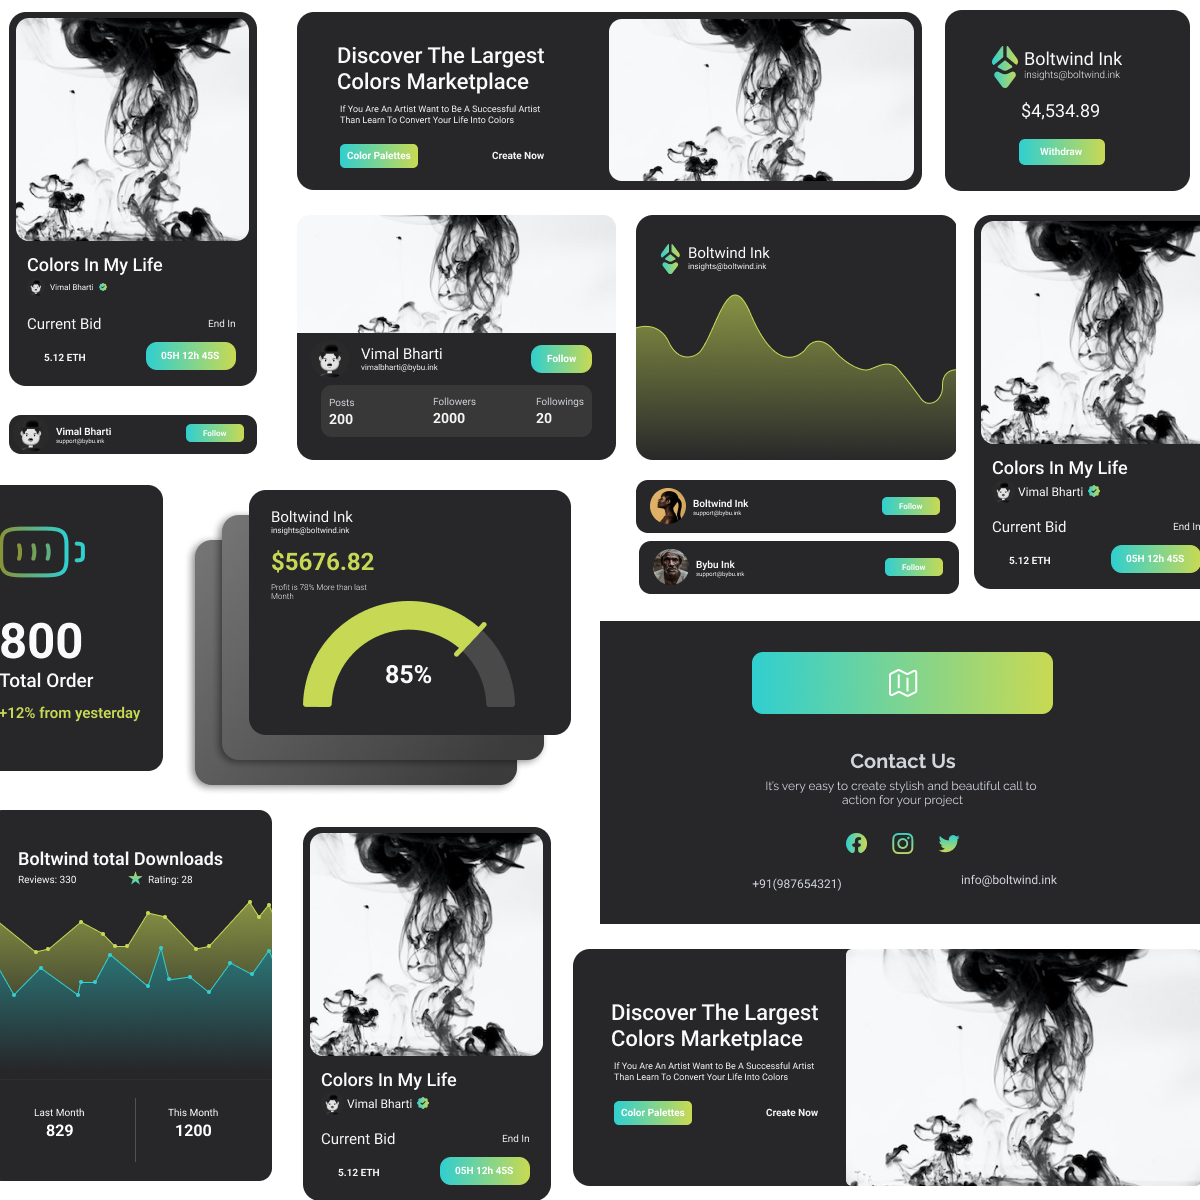 Colors In My Life
Vimal Bharti
Current Bid
End In
5.12 ETH
05H 12h 45S
Discover The Largest
Colors Marketplace
If You Are An Artist Want to Be A Successful Artist
Than Learn To Convert Your Life Into Colors
Color Palettes
Create Now
Boltwind Ink
insights@boltwind.ink
$4,534.89
Withdraw
Vimal Bharti
support@bybu.ink
Follow
Vimal Bharti
vimalbharti@bybu.ink
Follow
Posts
200
Followers
2000
Followings
20
Boltwind Ink
insights@boltwind.ink
Boltwind Ink
support@bybu.ink
Follow
Bybu Ink
support@bybu.ink
Follow
Colors In My Life
Vimal Bharti
Current Bid
End In
5.12 ETH
05H 12h 45S
800
Total Order
+12% from yesterday
Boltwind Ink
insights@boltwind.ink
$5676.82
Profit is 78% More than last
Month
85%
Contact Us
It's very easy to create stylish and beautiful call to
action for your project
+91(987654321)
info@boltwind.ink
Boltwind total Downloads
Reviews: 330
Rating: 28
Last Month
829
This Month
1200
Colors In My Life
Vimal Bharti
Current Bid
End In
5.12 ETH
05H 12h 45S
Discover The Largest
Colors Marketplace
If You Are An Artist Want to Be A Successful Artist
Than Learn To Convert Your Life Into Colors
Color Palettes
Create Now